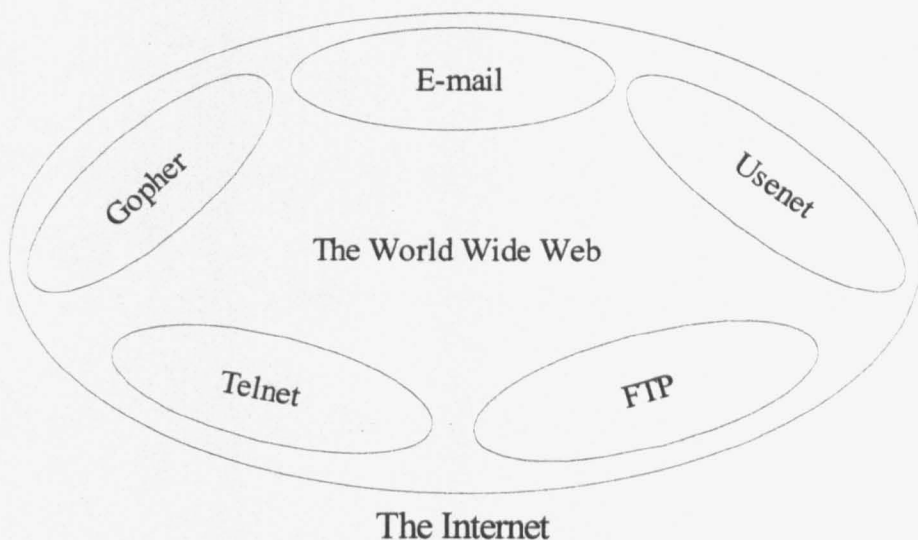 E-mail
Gopher
Usenet
The World Wide Web
Telnet
FTP
The Internet